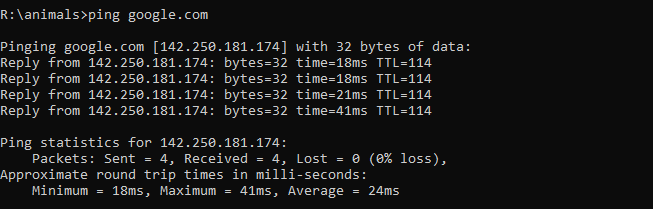 R:\animals>ping google.com
Pinging google.com [142.250.181.174] with 32 bytes of data:
Reply from 142.250.181.174: bytes=32 time=18ms TTL=114
Reply from 142.250.181.174: bytes=32 time=18ms TTL=114
Reply from 142.250.181.174: bytes=32 time=21ms TTL=114
Reply from 142.250.181.174: bytes=32 time=41ms TTL=114
Ping statistics for 142.250.181.174:
    Packets: Sent = 4, Received = 4, Lost = 0 (0% loss),
Approximate round trip times in milli-seconds:
    Minimum = 18ms, Maximum = 41ms, Average = 24ms